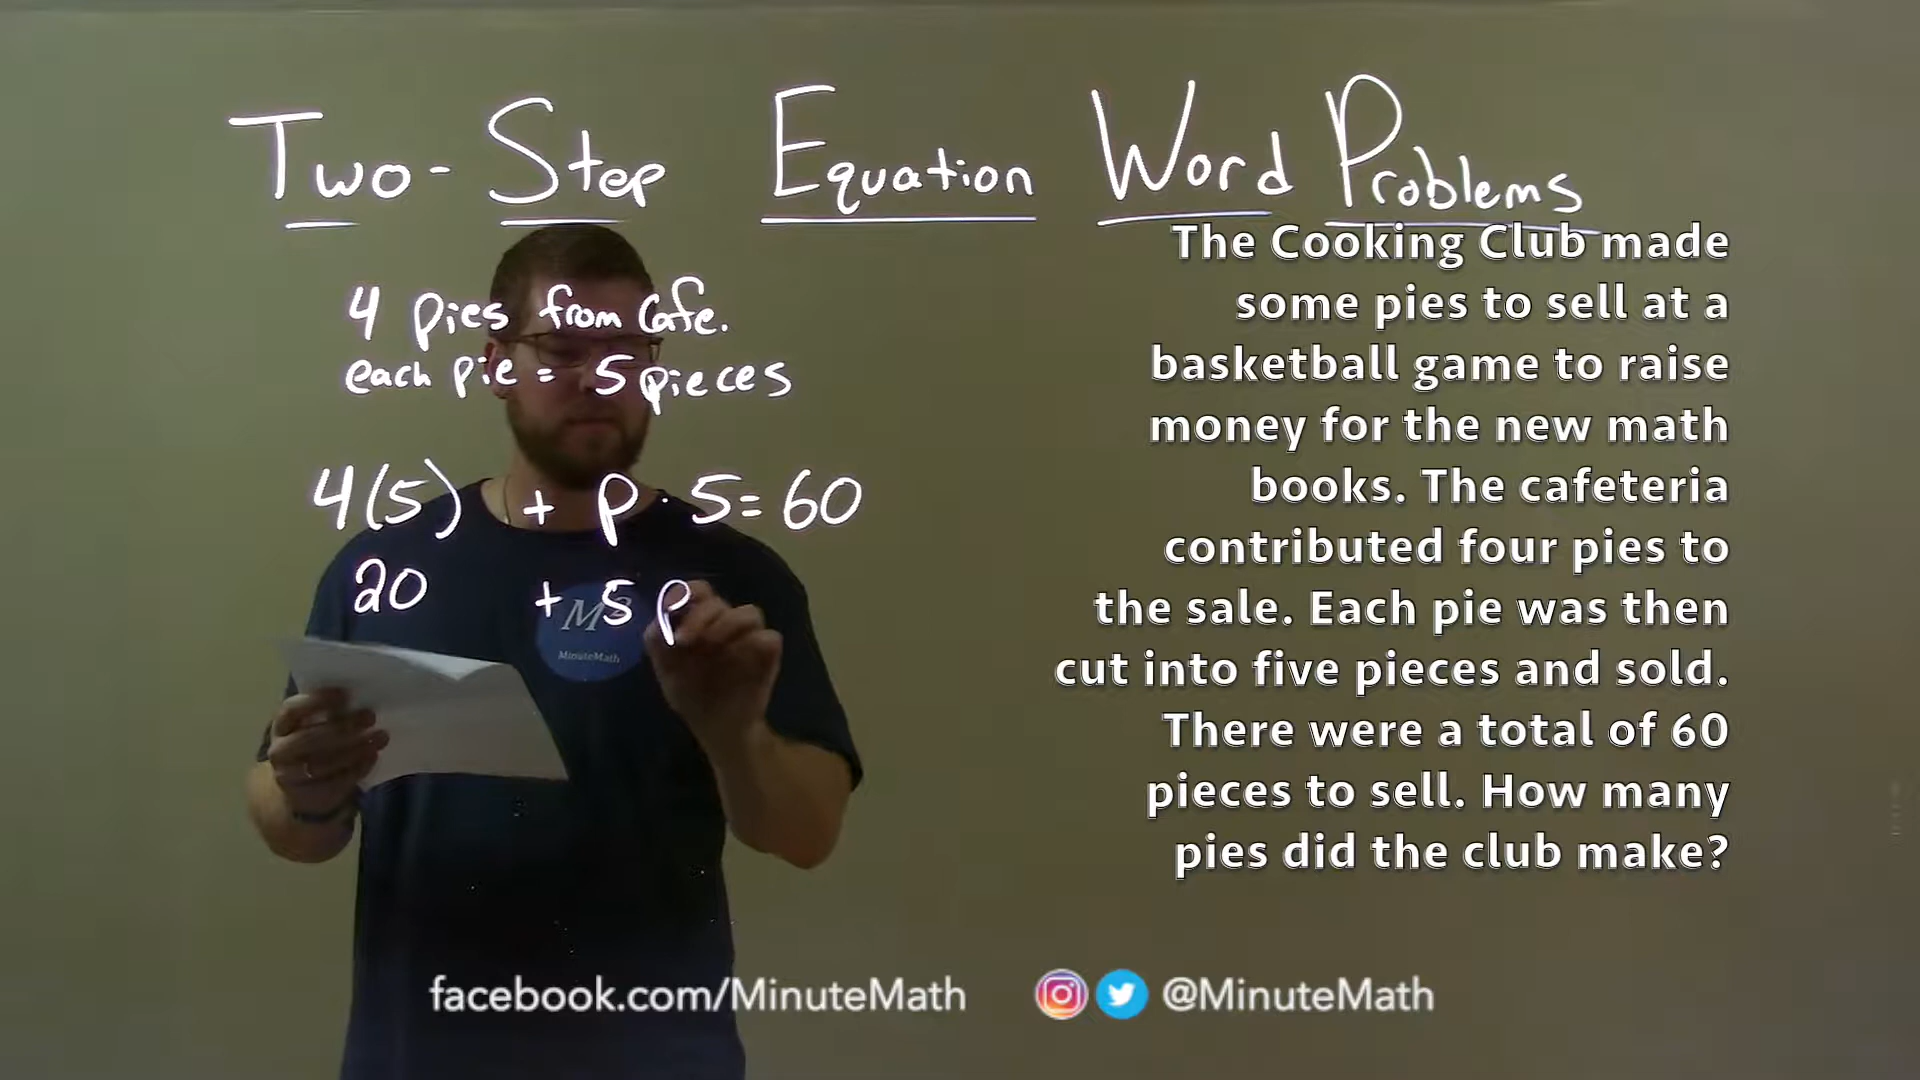 Two-Step Equation Word Problems
4 pies from Cafe.
each pie = 5 pieces
4(5) + p · 5 = 60
20 + 5 p
M²
MinuteMath
The Cooking Club made
some pies to sell at a
basketball game to raise
money for the new math
books. The cafeteria
contributed four pies to
the sale. Each pie was then
cut into five pieces and sold.
There were a total of 60
pieces to sell. How many
pies did the club make?
facebook.com/MinuteMath @MinuteMath